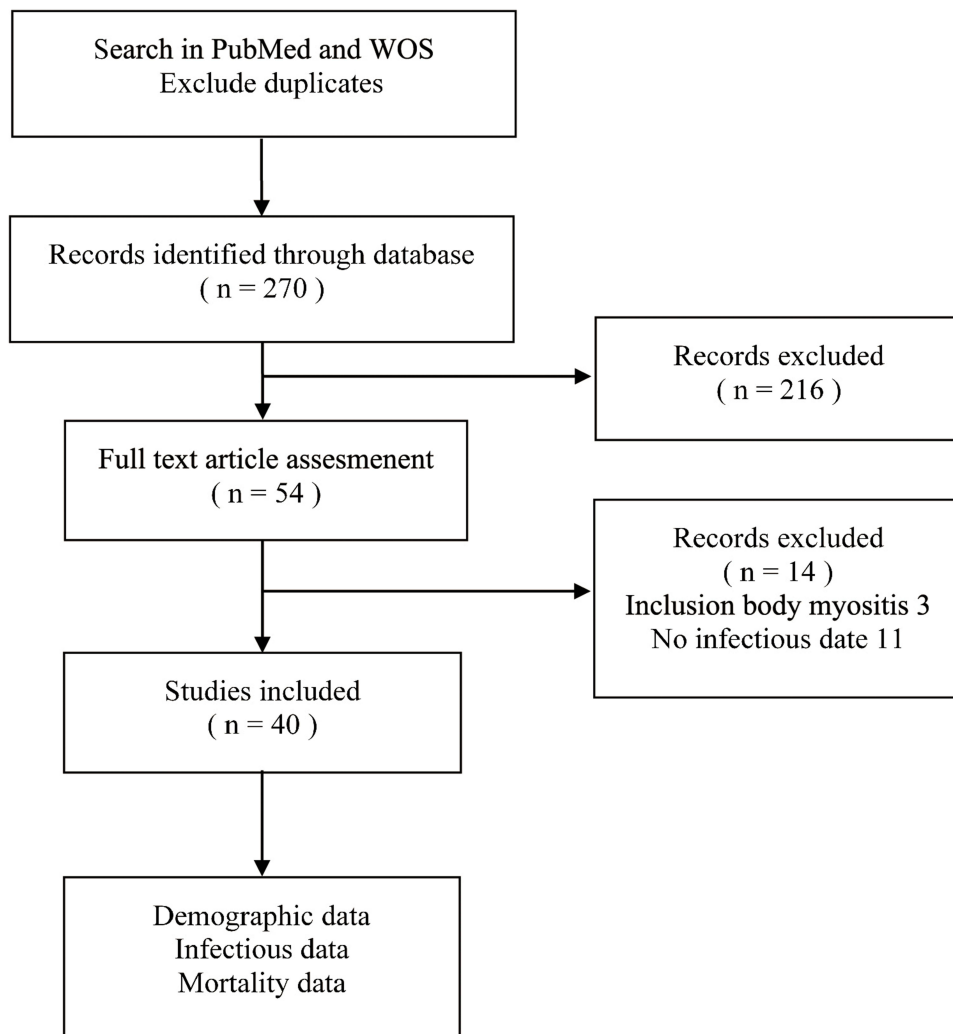 Search in PubMed and WOS
Exclude duplicates
Records identified through database
( n = 270 )
Records excluded
( n = 216 )
Full text article assesmenent
( n = 54 )
Records excluded
( n = 14 )
Inclusion body myositis 3
No infectious date 11
Studies included
( n = 40 )
Demographic data
Infectious data
Mortality data